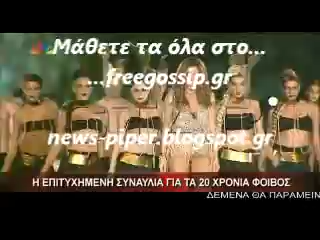 Μάθετε τα όλα στο...
...freegossip.gr
news-piper.blogspot.gr
Η ΕΠΙΤΥΧΗΜΕΝΗ ΣΥΝΑΥΛΙΑ ΓΙΑ ΤΑ 20 ΧΡΟΝΙΑ ΦΟΙΒΟΣ
ΔΕΜΕΝΑ ΘΑ ΠΑΡΑΜΕΙΝ